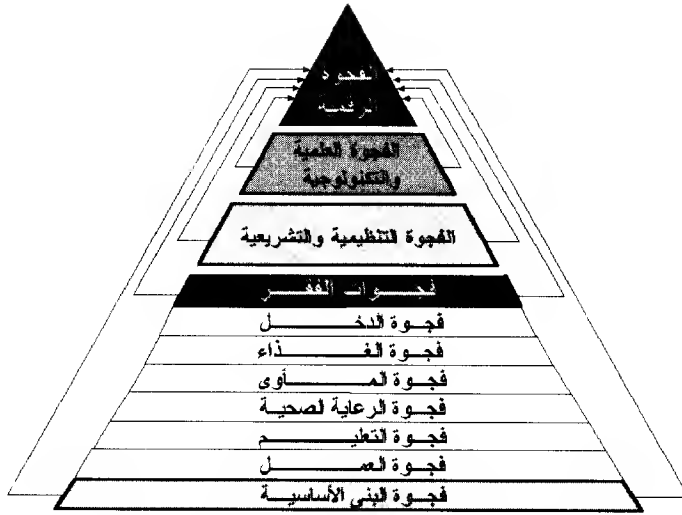 الفجوة
الرقمية
الفجوة العلمية
والتكنولوجية
الفجوة التنظيمية والتشريعية
فجوات الفقر
فجوة الدخل
فجوة الغذاء
فجوة المأوى
فجوة الرعاية الصحية
فجوة التعليم
فجوة العمل
فجوة البنى الأساسية